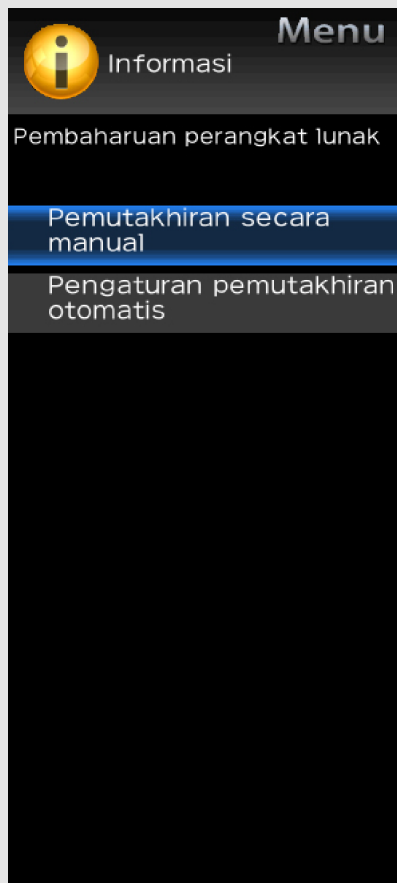 Menu
Informasi
Pembaharuan perangkat lunak
Pemutakhiran secara
manual
Pengaturan pemutakhiran
otomatis